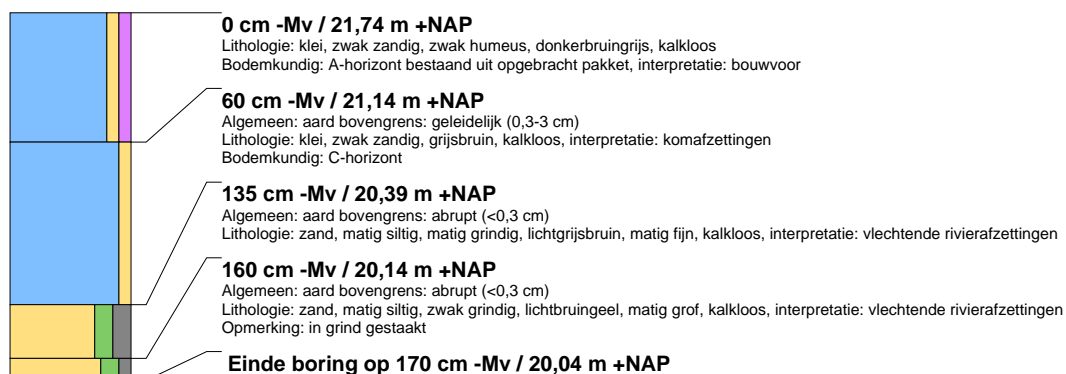 0 cm -Mv / 21,74 m +NAP
Lithologie: klei, zwak zandig, zwak humeus, donkerbruingrijs, kalkloos
Bodemkundig: A-horizont bestaand uit opgebracht pakket, interpretatie: bouwvoor
60 cm -Mv / 21,14 m +NAP
Algemeen: aard bovengrens: geleidelijk (0,3-3 cm)
Lithologie: klei, zwak zandig, grijsbruin, kalkloos, interpretatie: komafzettingen
Bodemkundig: C-horizont
135 cm -Mv / 20,39 m +NAP
Algemeen: aard bovengrens: abrupt (<0,3 cm)
Lithologie: zand, matig siltig, matig grindig, lichtgrijsbruin, matig fijn, kalkloos, interpretatie: vlechtende rivierafzettingen
160 cm -Mv / 20,14 m +NAP
Algemeen: aard bovengrens: abrupt (<0,3 cm)
Lithologie: zand, matig siltig, zwak grindig, lichtbruingeel, matig grof, kalkloos, interpretatie: vlechtende rivierafzettingen
Opmerking: in grind gestaakt
Einde boring op 170 cm -Mv / 20,04 m +NAP